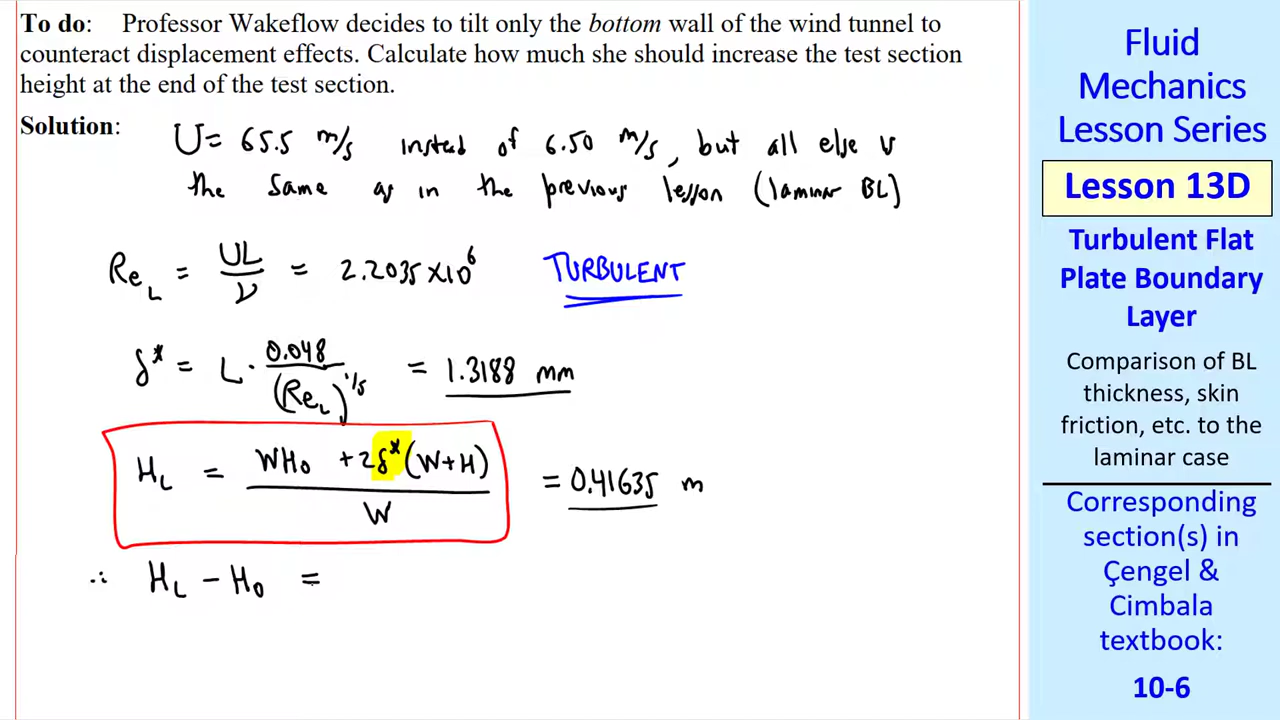 To do: Professor Wakeflow decides to tilt only the bottom wall of the wind tunnel to
counteract displacement effects. Calculate how much she should increase the test section
height at the end of the test section.
Solution: U = 65.5 m/s instead of 6.50 m/s, but all else is
the same as in the previous lesson (laminar BL)
Re_L = UL/ν = 2.2035×10^6 TURBULENT
δ* = L · 0.048/(Re_L)^1/5 = 1.3188 mm
H_L = (WH_0 + 2δ*(W+H))/W = 0.41635 m
∴ H_L − H_0 =
Fluid
Mechanics
Lesson Series
Lesson 13D
Turbulent Flat
Plate Boundary
Layer
Comparison of BL
thickness, skin
friction, etc. to the
laminar case
Corresponding
section(s) in
Çengel &
Cimbala
textbook:
10-6